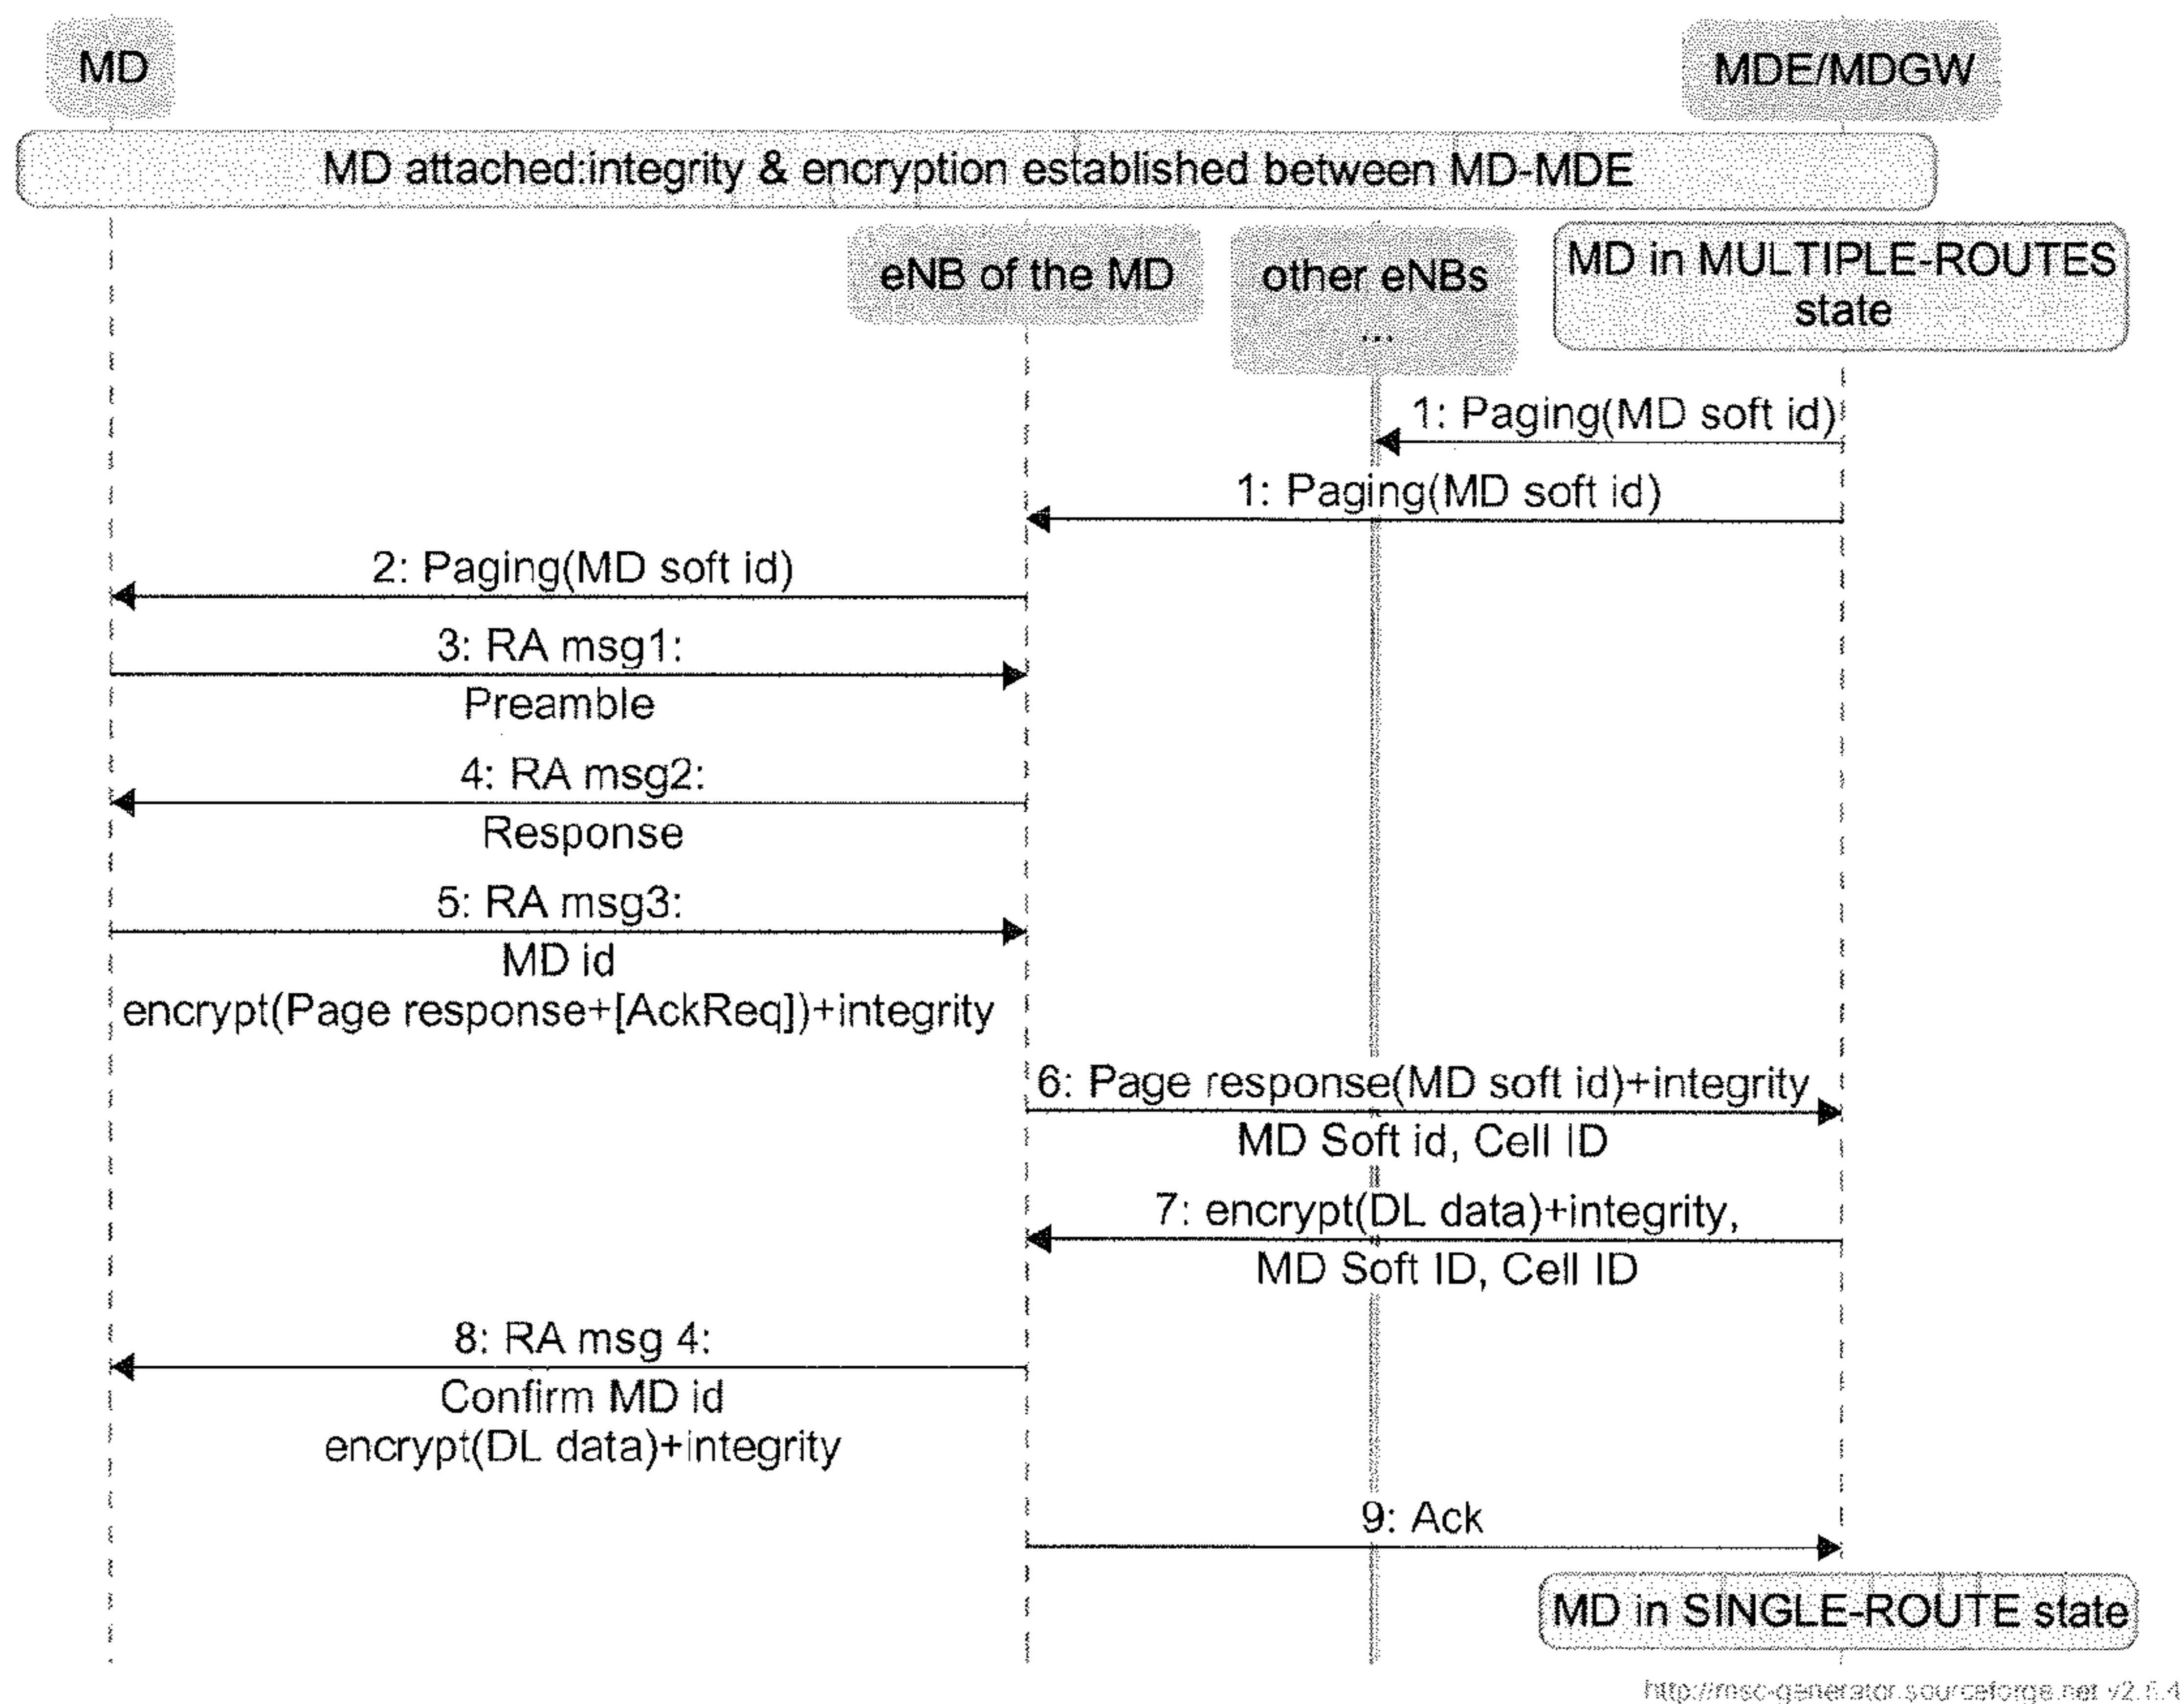 MD
MDE/MDGW
MD attached:integrity & encryption established between MD-MDE
eNB of the MD
other eNBs
...
MD in MULTIPLE-ROUTES
state
1: Paging(MD soft id)
1: Paging(MD soft id)
2: Paging(MD soft id)
3: RA msg1:
Preamble
4: RA msg2:
Response
5: RA msg3:
MD id
encrypt(Page response+[AckReq])+integrity
6: Page response(MD soft id)+integrity
MD Soft id, Cell ID
7: encrypt(DL data)+integrity,
MD Soft ID, Cell ID
8: RA msg 4:
Confirm MD id
encrypt(DL data)+integrity
9: Ack
MD in SINGLE-ROUTE state
http://msc-generator.sourceforge.net